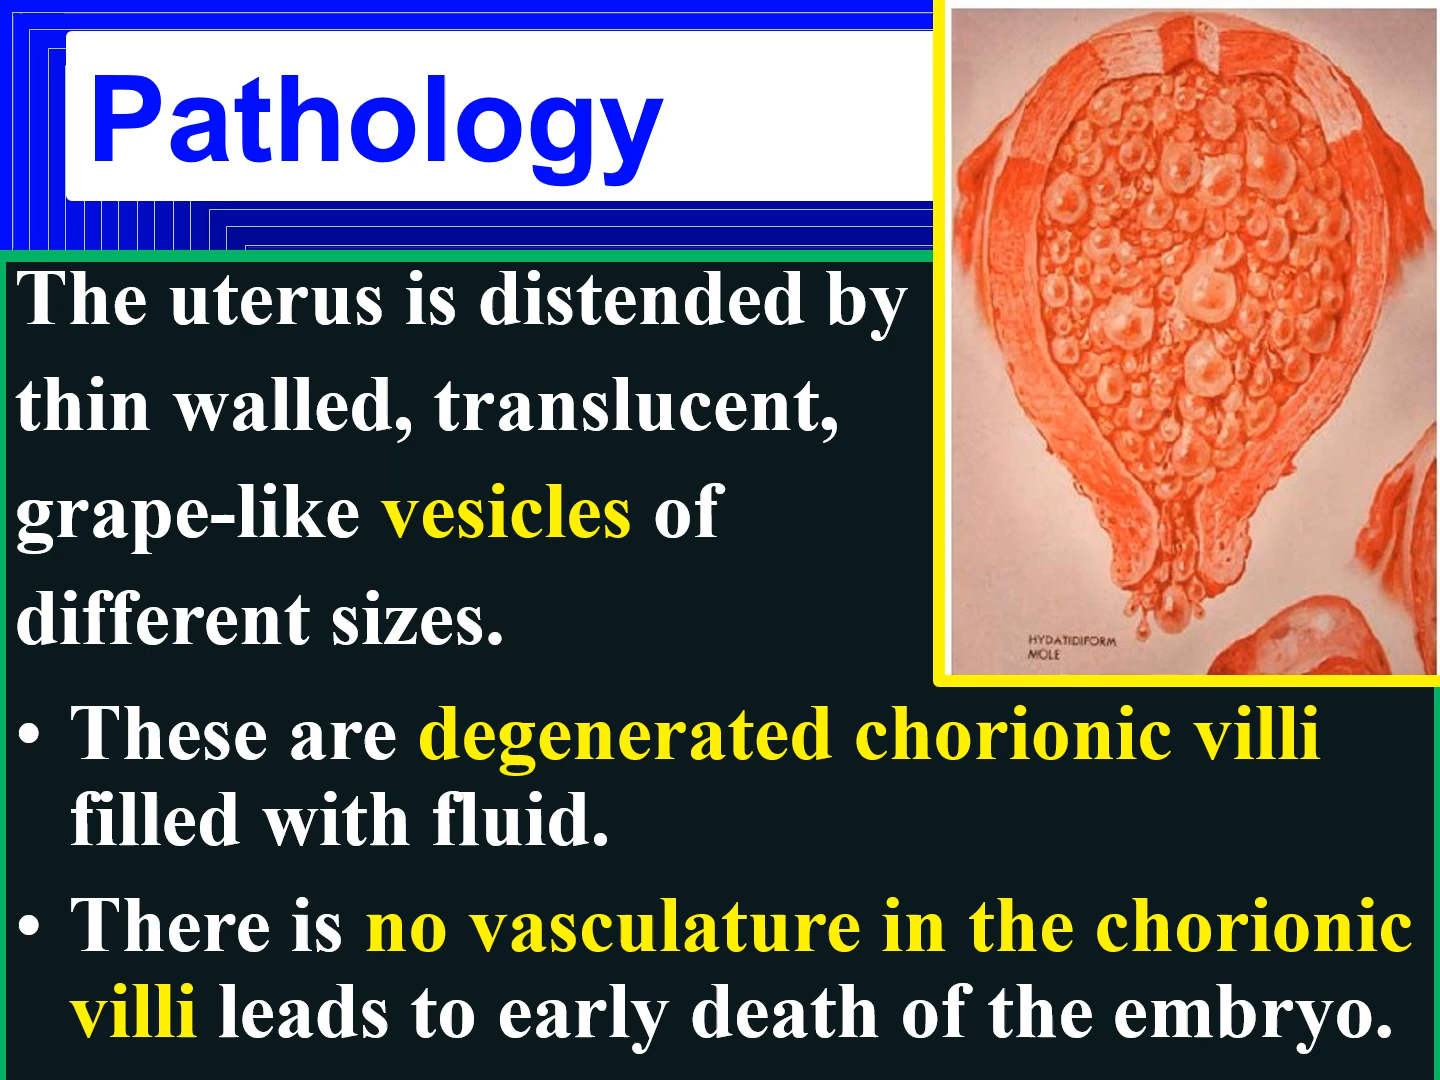 Pathology
The uterus is distended by
thin walled, translucent,
grape-like vesicles of
different sizes.
HYDATIDIFORM
MOLE
• These are degenerated chorionic villi
filled with fluid.
• There is no vasculature in the chorionic
villi leads to early death of the embryo.